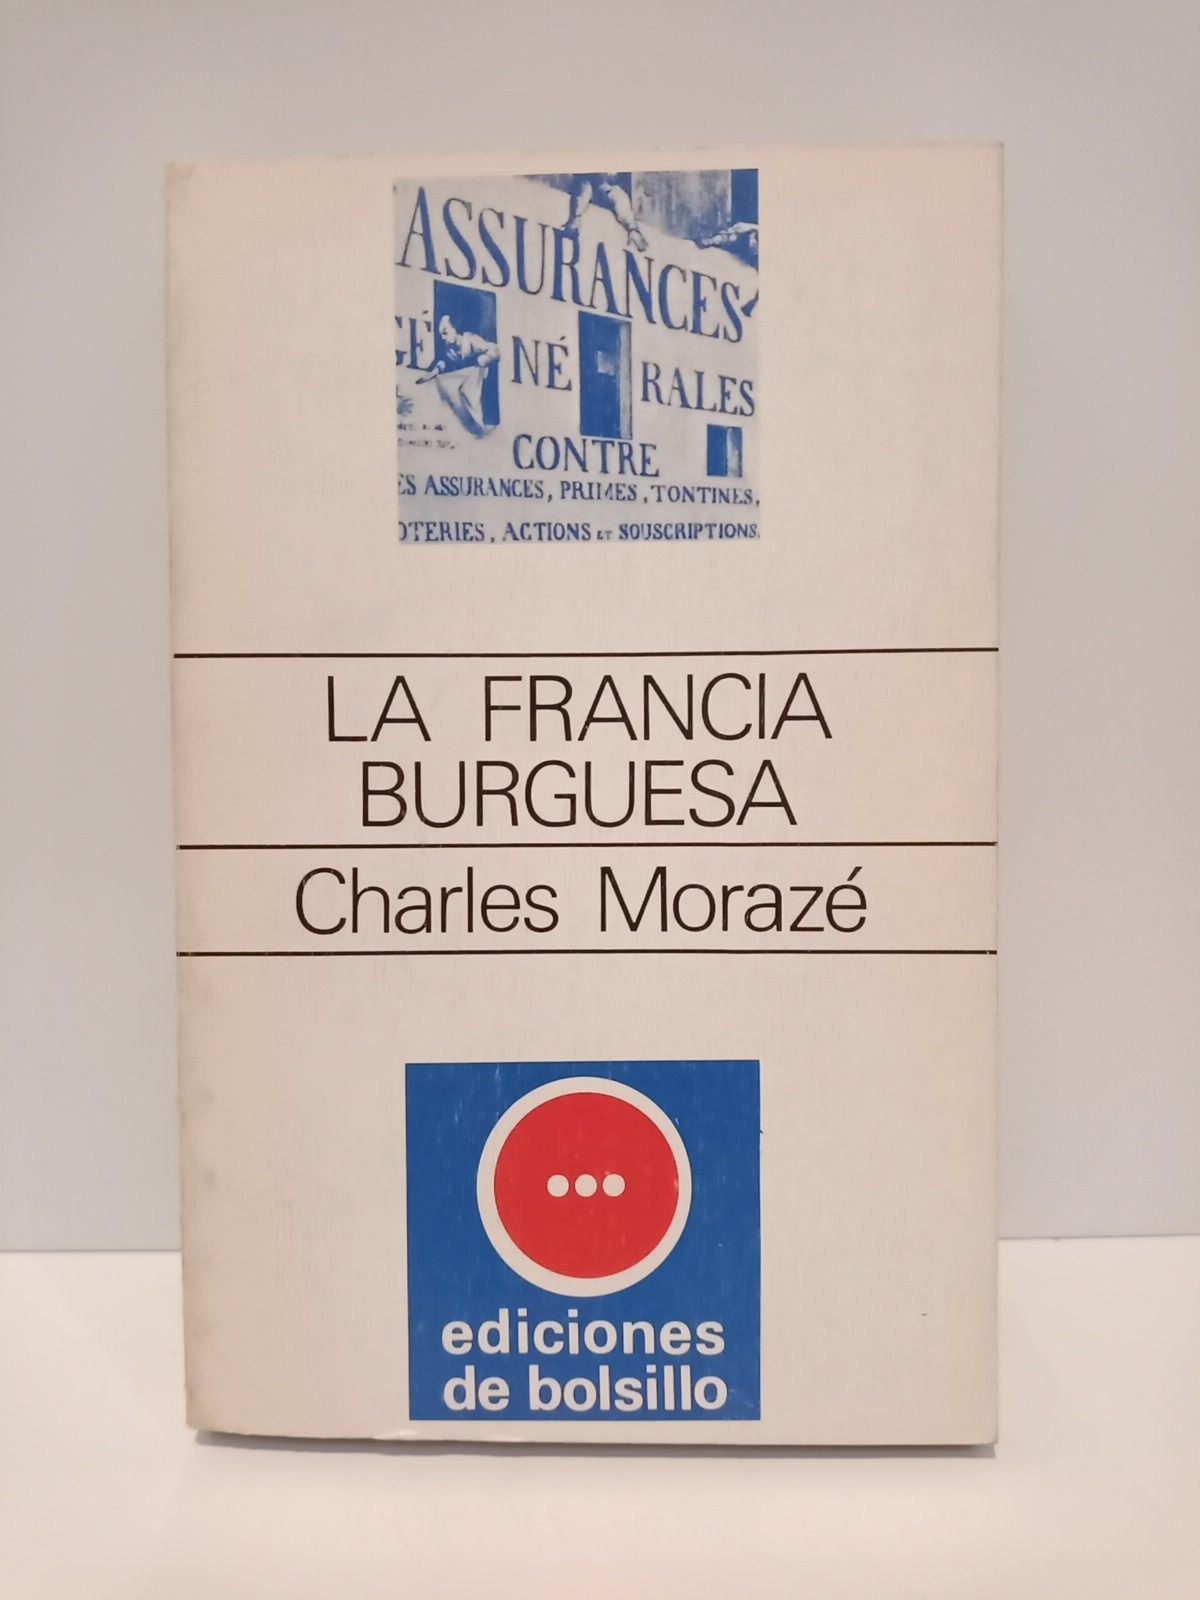 ASSURANCES
GÉ NÉ RALES
CONTRE
ES ASSURANCES, PRIMES, TONTINES,
OTERIES, ACTIONS ET SOUSCRIPTIONS.
LA FRANCIA
BURGUESA
Charles Morazé
ediciones
de bolsillo